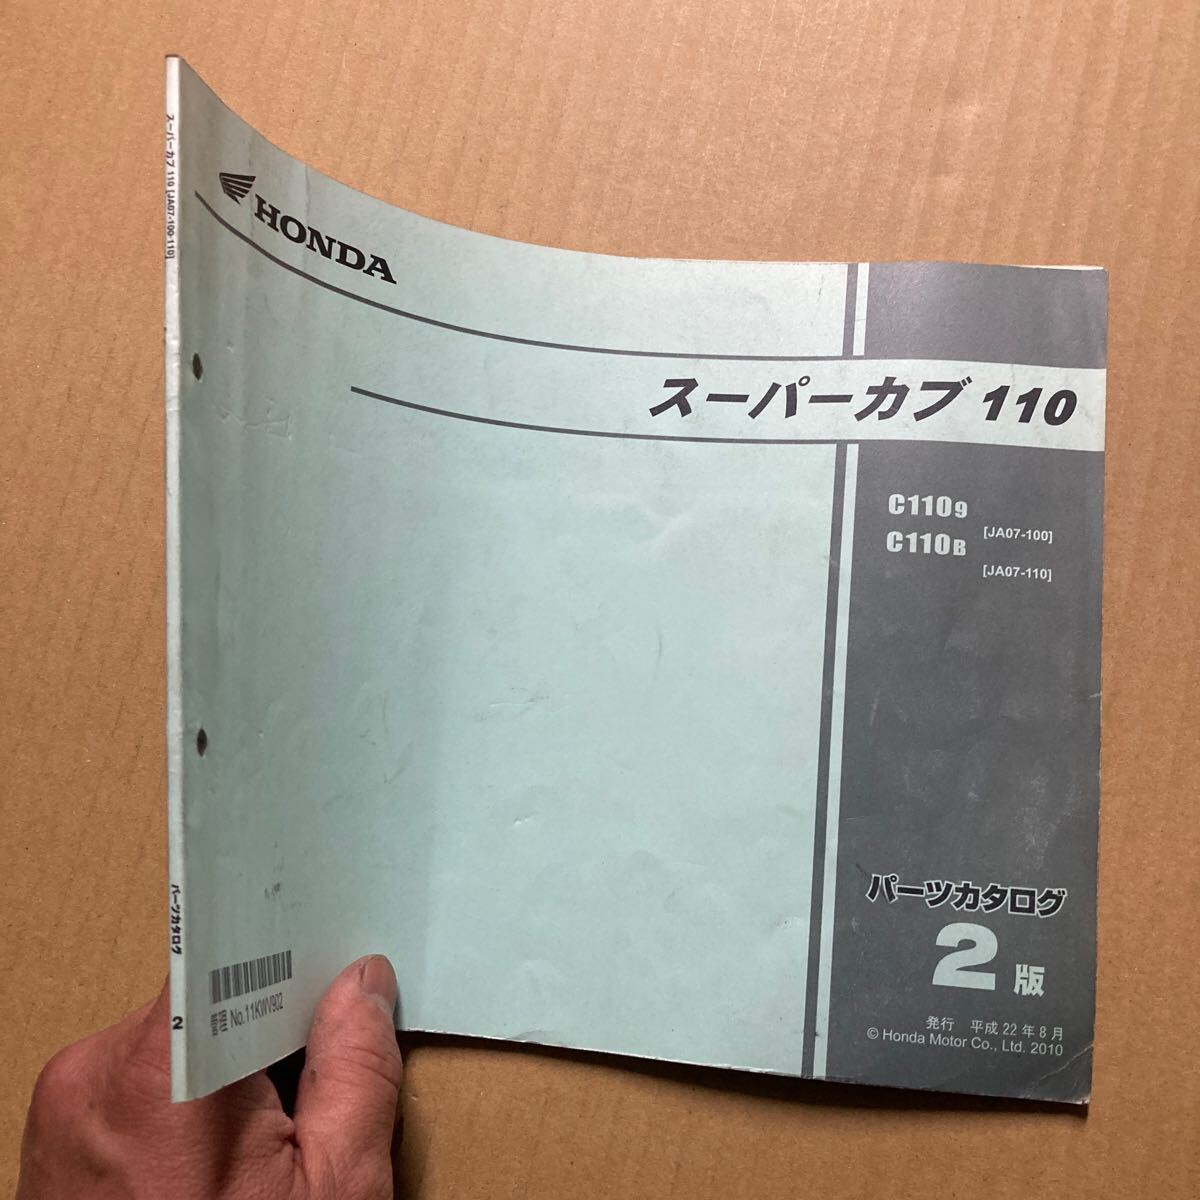 HONDA
スーパーカブ 110
C1109 [JA07-100]
C110B [JA07-110]
パーツカタログ
2版
発行 平成22年8月
© Honda Motor Co., Ltd. 2010
スーパーカブ 110 [JA07-100・110]
パーツカタログ
2
No.11KWV902